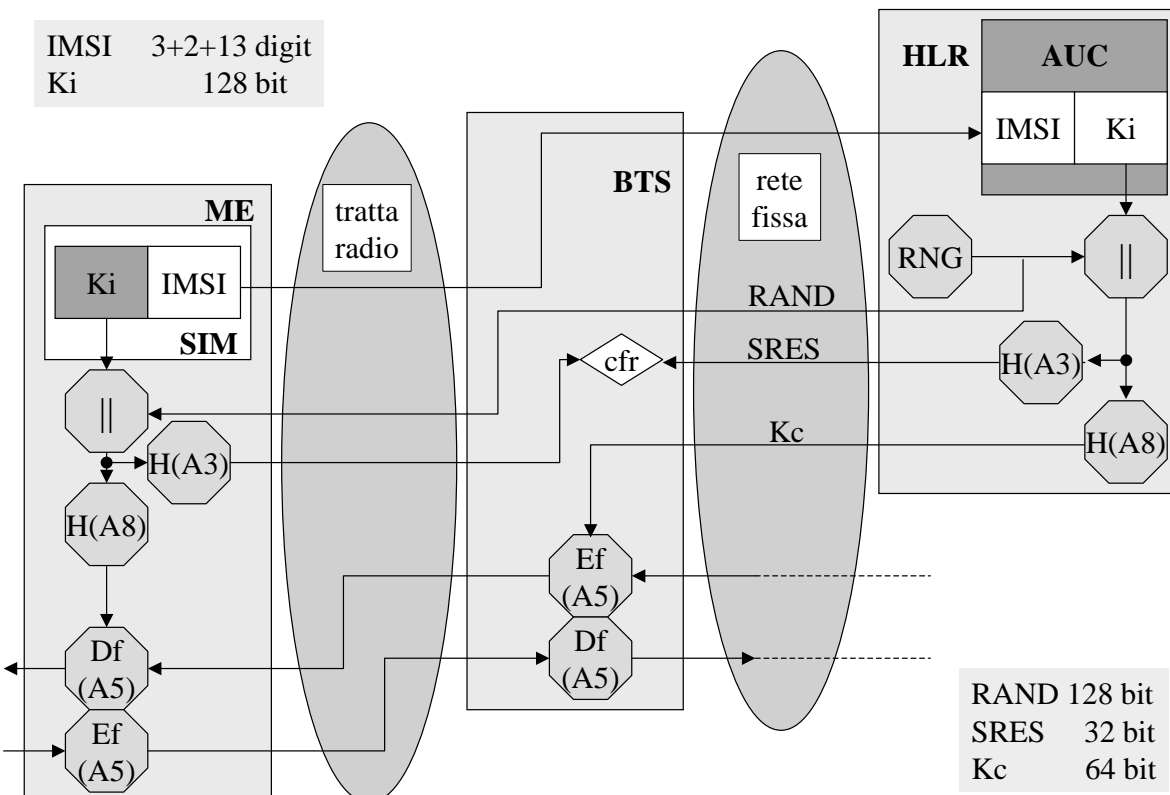 IMSI 3+2+13 digit
Ki 128 bit
HLR
AUC
IMSI
Ki
BTS
rete
fissa
ME
tratta
radio
Ki
IMSI
SIM
RNG
||
RAND
SRES
cfr
H(A3)
||
Kc
H(A8)
H(A3)
H(A8)
Ef
(A5)
Df
(A5)
Df
(A5)
Ef
(A5)
RAND 128 bit
SRES 32 bit
Kc 64 bit